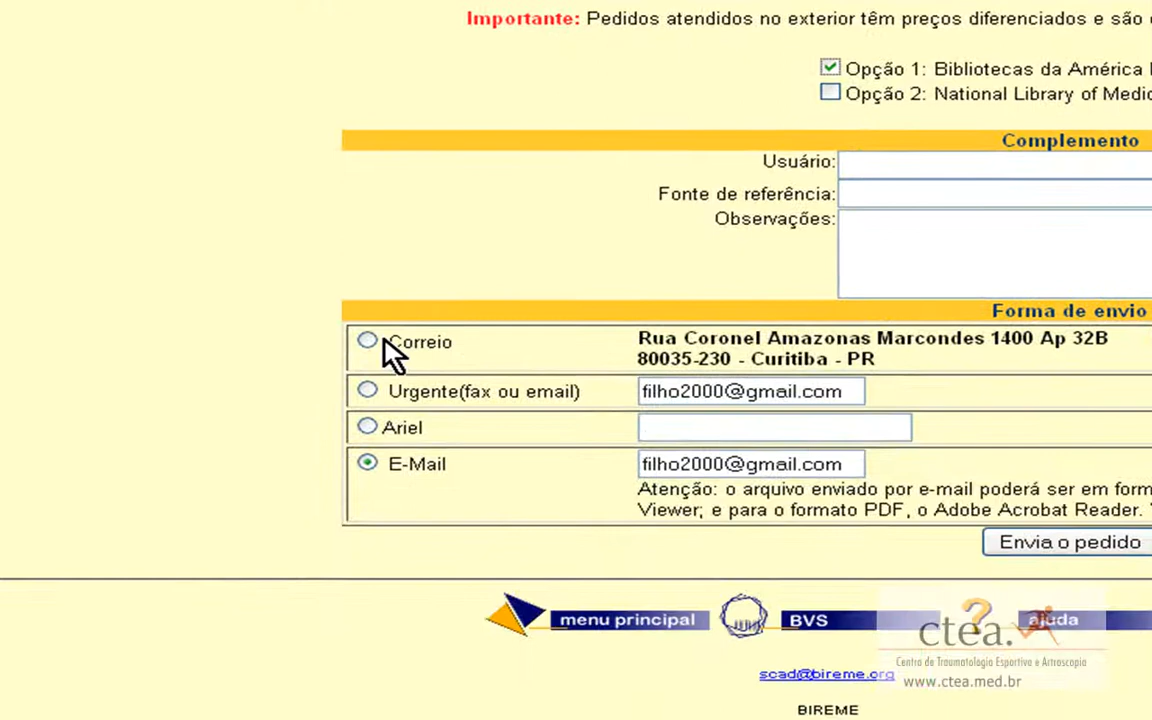 Importante: Pedidos atendidos no exterior têm preços diferenciados e são
Opção 1: Bibliotecas da América
Opção 2: National Library of Medic
Complemento
Usuário:
Fonte de referência:
Observações:
Forma de envio
Correio
Rua Coronel Amazonas Marcondes 1400 Ap 32B
80035-230 - Curitiba - PR
Urgente(fax ou email) filho2000@gmail.com
Ariel
E-Mail filho2000@gmail.com
Atenção: o arquivo enviado por e-mail poderá ser em form
Viewer; e para o formato PDF, o Adobe Acrobat Reader.
Envia o pedido
menu principal BVS ajuda
ctea.
Centro de Traumatologia Esportiva e Artroscopia
scad@bireme.org www.ctea.med.br
BIREME